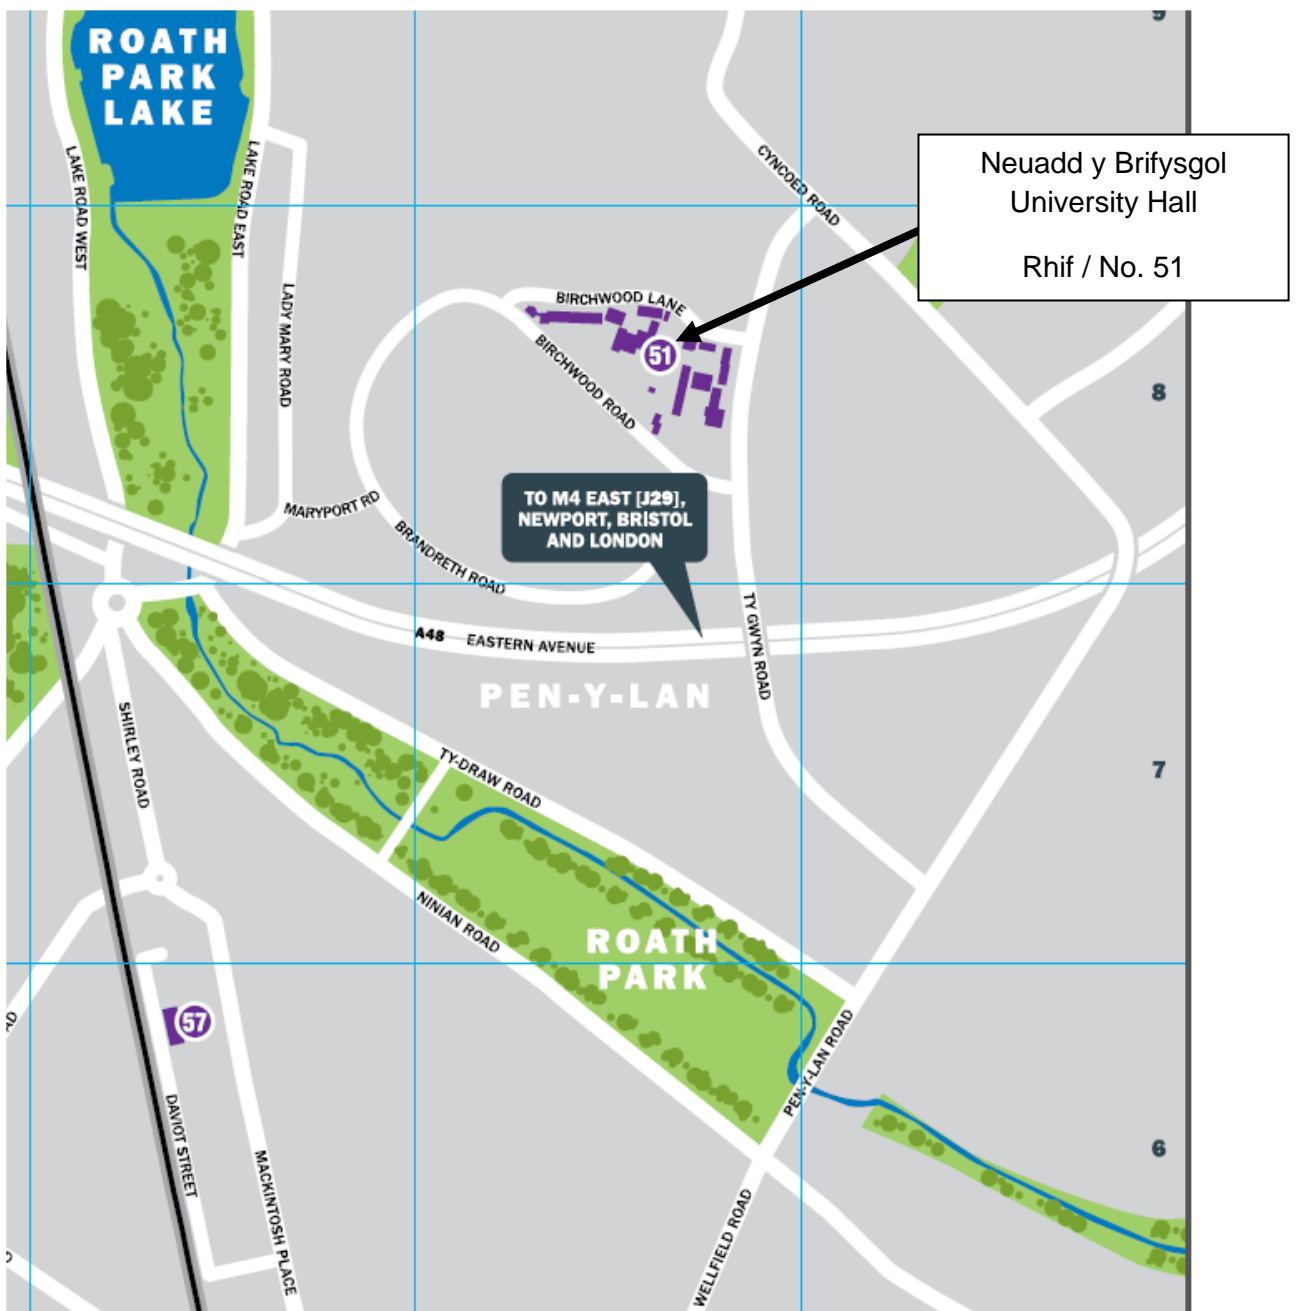 9
ROATH
PARK
LAKE
LAKE ROAD WEST
LAKE ROAD EAST
CYNCOED ROAD
Neuadd y Brifysgol
University Hall
Rhif / No. 51
LADY MARY ROAD
BIRCHWOOD LANE
51
BIRCHWOOD ROAD
8
MARYPORT RD
TO M4 EAST [J29],
NEWPORT, BRISTOL
AND LONDON
BRANDRETH ROAD
A48 EASTERN AVENUE
TY GWYN ROAD
PEN-Y-LAN
SHIRLEY ROAD
TY-DRAW ROAD
7
NINIAN ROAD
ROATH
PARK
57
PEN-Y-LAN ROAD
DAVIOT STREET
MACKINTOSH PLACE
6
WELLFIELD ROAD